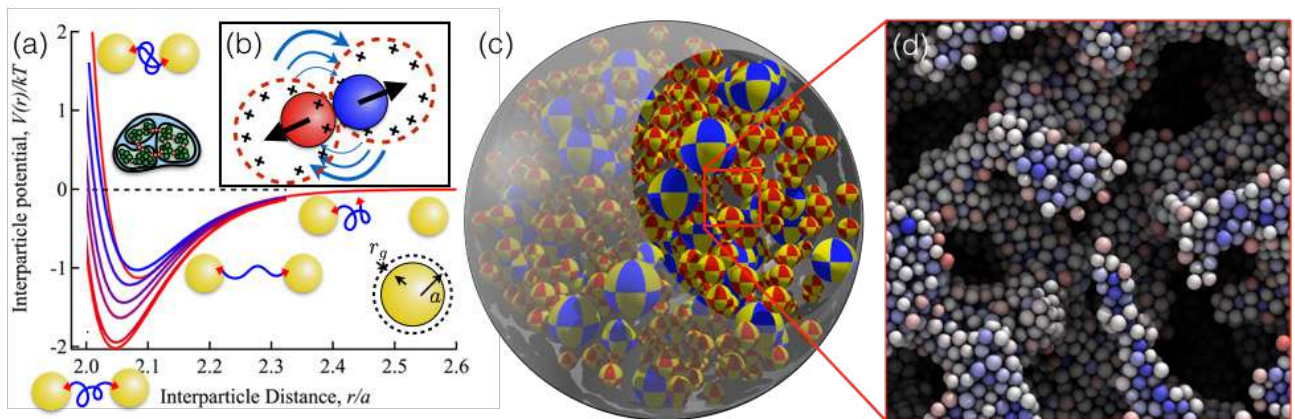 (a)
(b)
(c)
(d)
Interparticle potential, V(r)/kT
2
1
0
-1
-2
r_g
a
2.0
2.1
2.2
2.3
2.4
2.5
2.6
Interparticle Distance, r/a